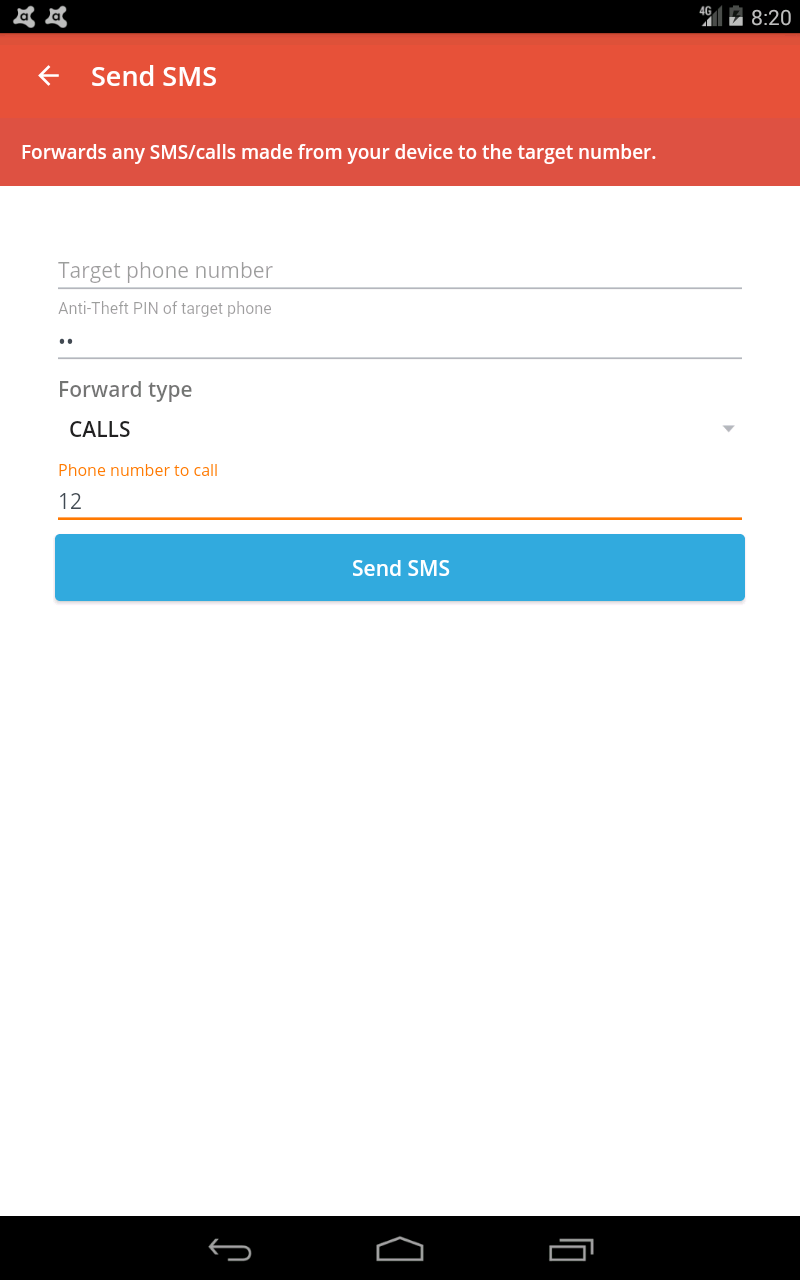 4G 8:20
Send SMS
Forwards any SMS/calls made from your device to the target number.
Target phone number
Anti-Theft PIN of target phone
••
Forward type
CALLS
Phone number to call
12
Send SMS